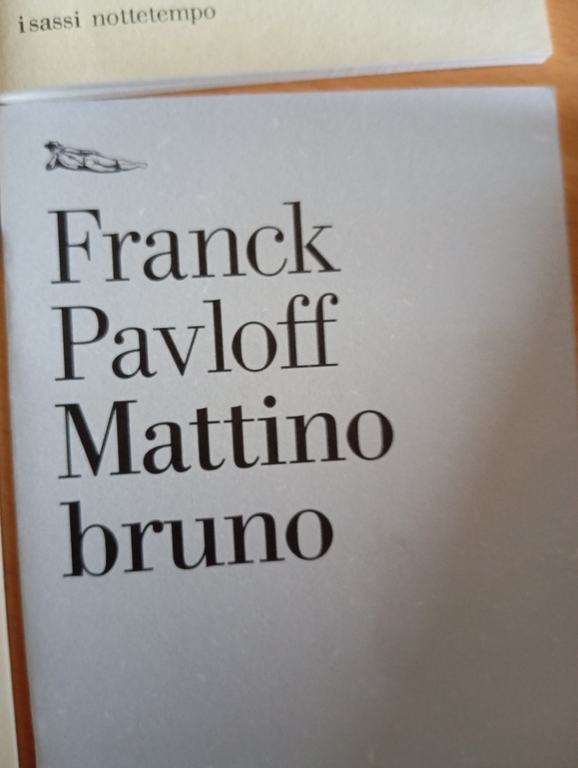 i sassi nottetempo
Franck
Pavloff
Mattino
bruno